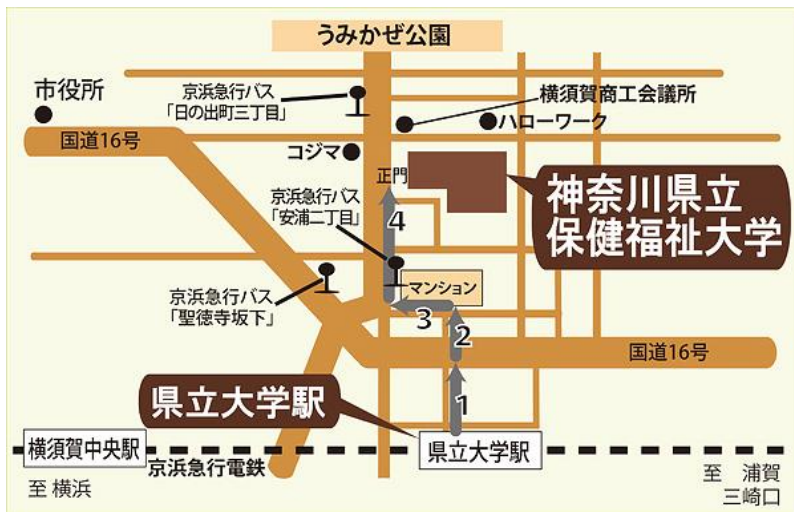 うみかぜ公園
市役所
京浜急行バス
「日の出町三丁目」
横須賀商工会議所
国道16号
ハローワーク
コジマ
正門
神奈川県立
保健福祉大学
京浜急行バス
「安浦二丁目」
4
京浜急行バス
「聖徳寺坂下」
マンション
3
2
国道16号
県立大学駅
1
横須賀中央駅
京浜急行電鉄
県立大学駅
至 横浜
至 浦賀
三崎口